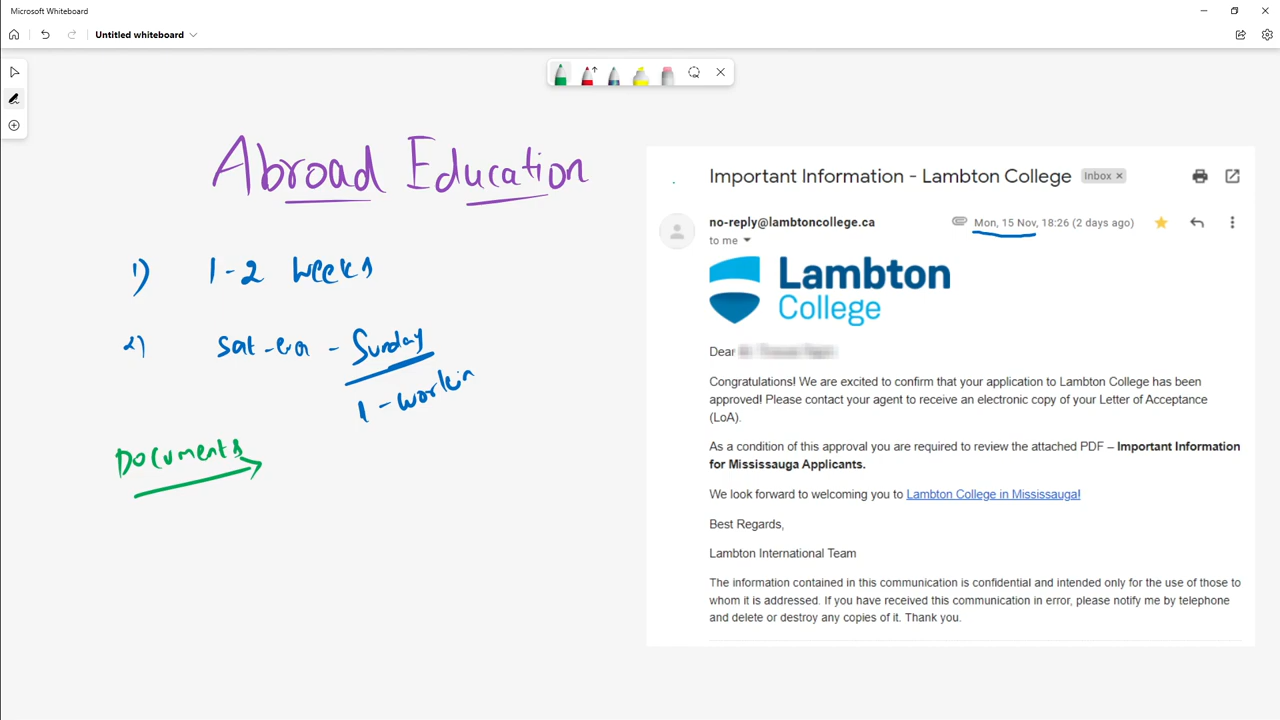 Microsoft Whiteboard
Untitled whiteboard
Abroad Education
1) 1-2 weeks
2) Sat - - Sunday
1 - workin
Documents
Important Information - Lambton College Inbox ×
no-reply@lambtoncollege.ca Mon, 15 Nov, 18:26 (2 days ago)
to me
Lambton
College
Dear
Congratulations! We are excited to confirm that your application to Lambton College has been
approved! Please contact your agent to receive an electronic copy of your Letter of Acceptance
(LoA).
As a condition of this approval you are required to review the attached PDF – Important Information
for Mississauga Applicants.
We look forward to welcoming you to Lambton College in Mississauga!
Best Regards,
Lambton International Team
The information contained in this communication is confidential and intended only for the use of those to
whom it is addressed. If you have received this communication in error, please notify me by telephone
and delete or destroy any copies of it. Thank you.